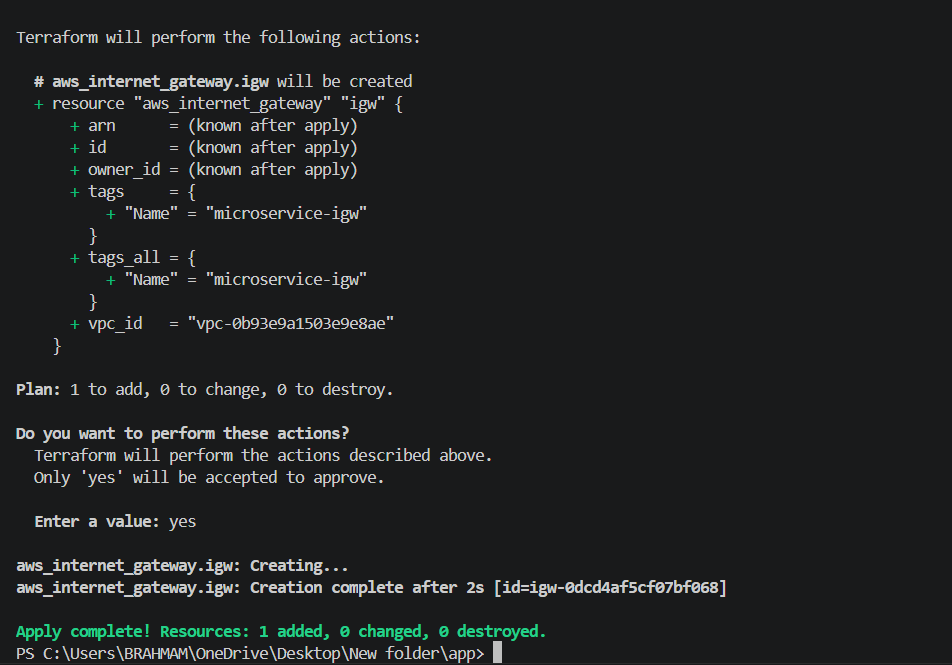 Terraform will perform the following actions:
# aws_internet_gateway.igw will be created
+ resource "aws_internet_gateway" "igw" {
+ arn = (known after apply)
+ id = (known after apply)
+ owner_id = (known after apply)
+ tags = {
+ "Name" = "microservice-igw"
}
+ tags_all = {
+ "Name" = "microservice-igw"
}
+ vpc_id = "vpc-0b93e9a1503e9e8ae"
}
Plan: 1 to add, 0 to change, 0 to destroy.
Do you want to perform these actions?
Terraform will perform the actions described above.
Only 'yes' will be accepted to approve.
Enter a value: yes
aws_internet_gateway.igw: Creating...
aws_internet_gateway.igw: Creation complete after 2s [id=igw-0dcd4af5cf07bf068]
Apply complete! Resources: 1 added, 0 changed, 0 destroyed.
PS C:\Users\BRAHMAM\OneDrive\Desktop\New folder\app>